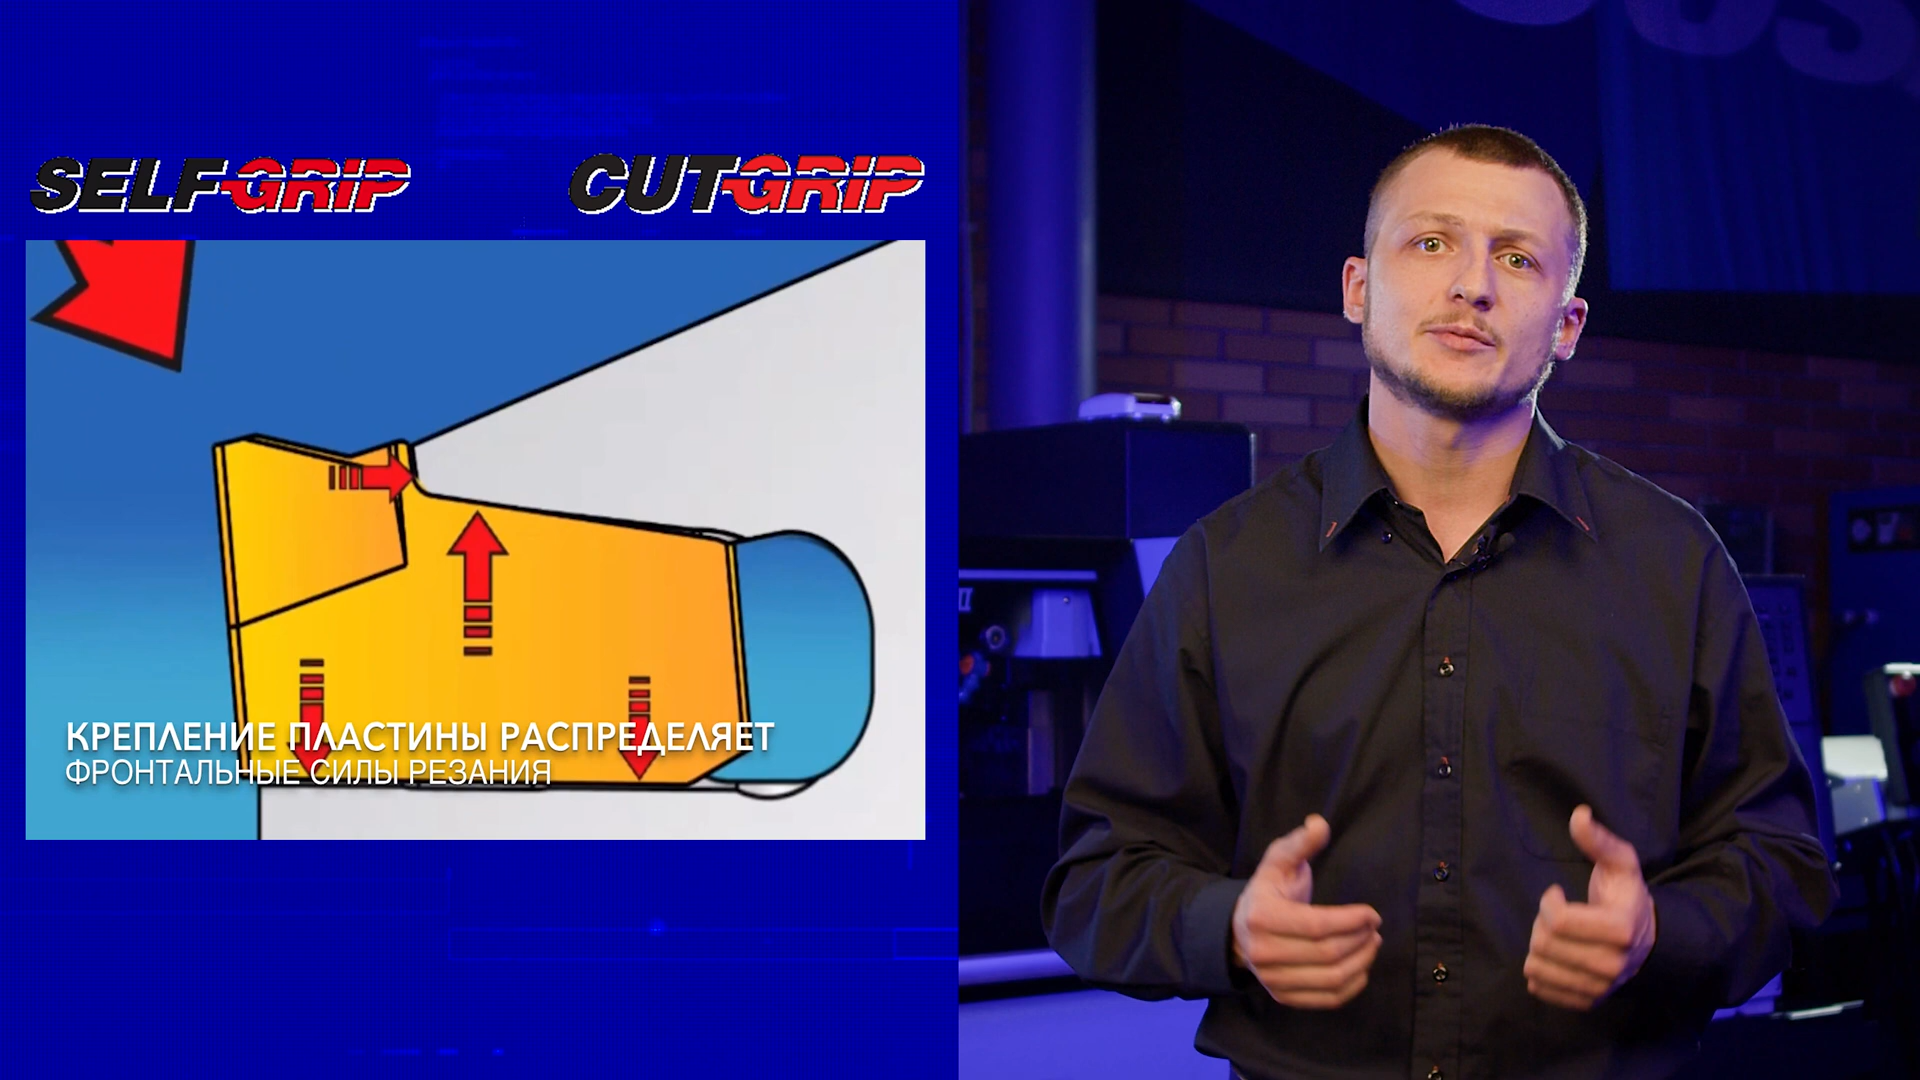 SELF-GRIP
CUT-GRIP
КРЕПЛЕНИЕ ПЛАСТИНЫ РАСПРЕДЕЛЯЕТ
ФРОНТАЛЬНЫЕ СИЛЫ РЕЗАНИЯ